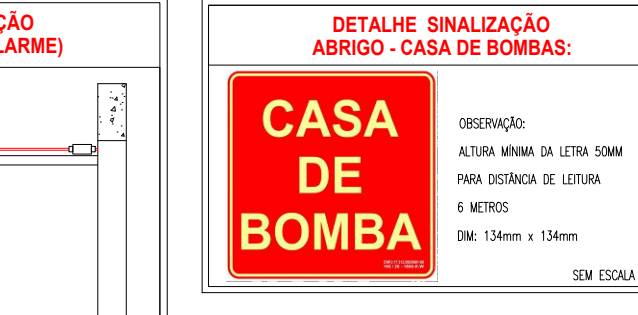 ÇÃO
LARME)
DETALHE SINALIZAÇÃO
ABRIGO - CASA DE BOMBAS:
CASA
DE
BOMBA
OBSERVAÇÃO:
ALTURA MÍNIMA DA LETRA 50MM
PARA DISTÂNCIA DE LEITURA
6 METROS
DIM: 134mm x 134mm
SEM ESCALA